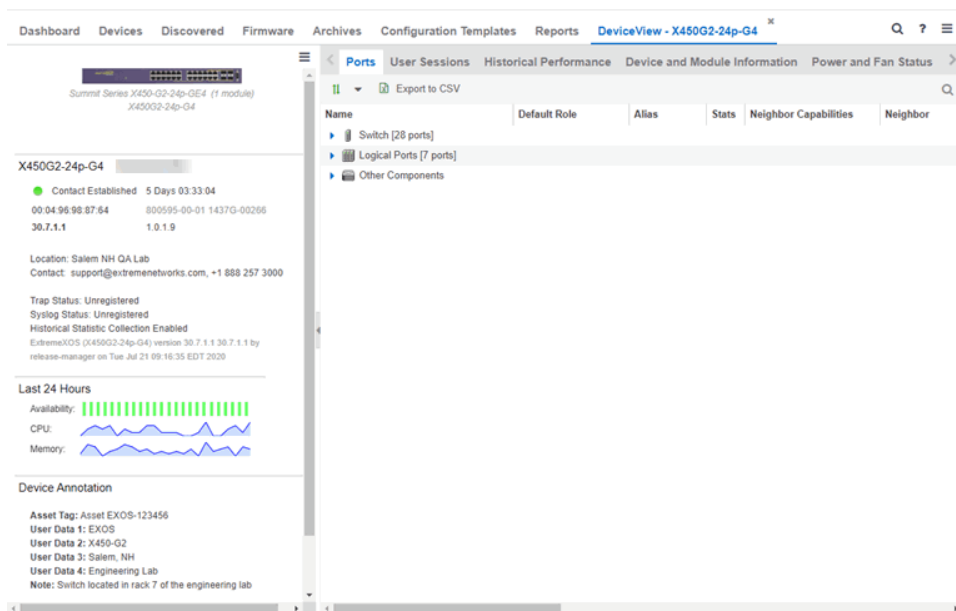 Dashboard Devices Discovered Firmware Archives Configuration Templates Reports DeviceView - X450G2-24p-G4
Summit Series X450-G2-24p-GE4 (1 module)
X450G2-24p-G4
X450G2-24p-G4
Contact Established 5 Days 03:33:04
00:04:96:98:87:64 800595-00-01 1437G-00266
30.7.1.1 1.0.1.9
Location: Salem NH QA Lab
Contact: support@extremenetworks.com, +1 888 257 3000
Trap Status: Unregistered
Syslog Status: Unregistered
Historical Statistic Collection Enabled
ExtremeXOS (X450G2-24p-G4) version 30.7.1.1 30.7.1.1 by
release-manager on Tue Jul 21 09:16:35 EDT 2020
Last 24 Hours
Availability:
CPU:
Memory:
Device Annotation
Asset Tag: Asset EXOS-123456
User Data 1: EXOS
User Data 2: X450-G2
User Data 3: Salem, NH
User Data 4: Engineering Lab
Note: Switch located in rack 7 of the engineering lab
Ports User Sessions Historical Performance Device and Module Information Power and Fan Status
Export to CSV
Name Default Role Alias Stats Neighbor Capabilities Neighbor
Switch [28 ports]
Logical Ports [7 ports]
Other Components